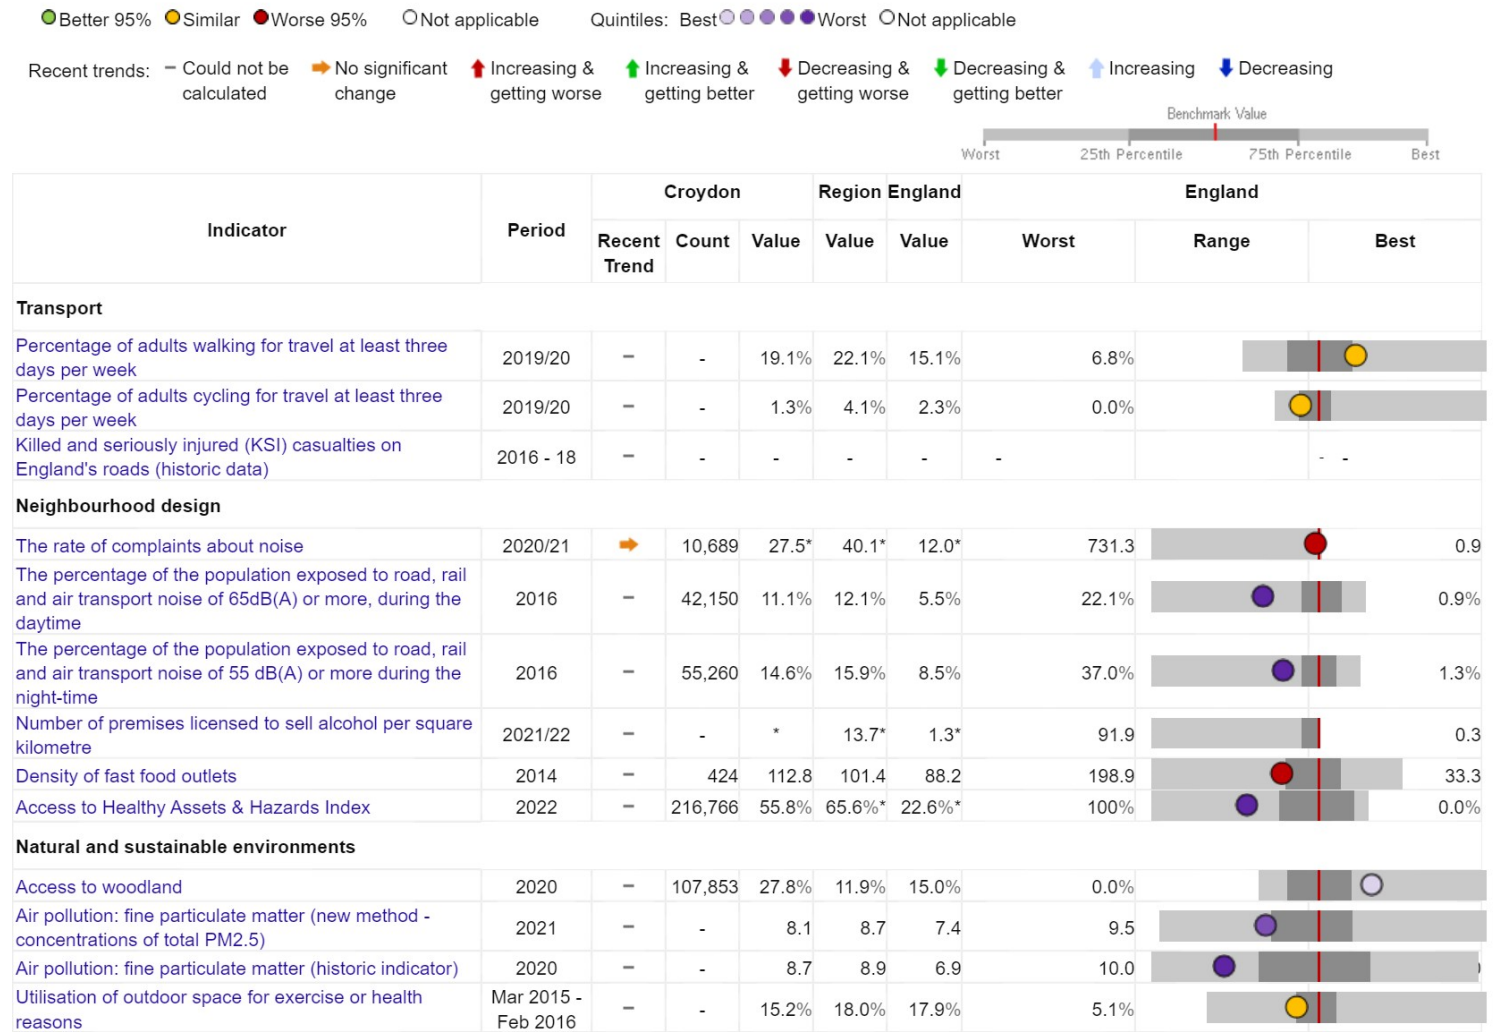 Better 95% Similar Worse 95% Not applicable Quintiles: Best Worst Not applicable
Recent trends: – Could not be calculated No significant change Increasing & getting worse Increasing & getting better Decreasing & getting worse Decreasing & getting better Increasing Decreasing
Benchmark Value
Worst 25th Percentile 75th Percentile Best
Croydon Region England England
Indicator Period Recent Trend Count Value Value Value Worst Range Best
Transport
Percentage of adults walking for travel at least three
days per week 2019/20 – - 19.1% 22.1% 15.1% 6.8%
Percentage of adults cycling for travel at least three
days per week 2019/20 – - 1.3% 4.1% 2.3% 0.0%
Killed and seriously injured (KSI) casualties on
England's roads (historic data) 2016 - 18 – - - - - - - -
Neighbourhood design
The rate of complaints about noise 2020/21 10,689 27.5* 40.1* 12.0* 731.3 0.9
The percentage of the population exposed to road, rail
and air transport noise of 65dB(A) or more, during the
daytime 2016 – 42,150 11.1% 12.1% 5.5% 22.1% 0.9%
The percentage of the population exposed to road, rail
and air transport noise of 55 dB(A) or more during the
night-time 2016 – 55,260 14.6% 15.9% 8.5% 37.0% 1.3%
Number of premises licensed to sell alcohol per square
kilometre 2021/22 – - * 13.7* 1.3* 91.9 0.3
Density of fast food outlets 2014 – 424 112.8 101.4 88.2 198.9 33.3
Access to Healthy Assets & Hazards Index 2022 – 216,766 55.8% 65.6%* 22.6%* 100% 0.0%
Natural and sustainable environments
Access to woodland 2020 – 107,853 27.8% 11.9% 15.0% 0.0%
Air pollution: fine particulate matter (new method -
concentrations of total PM2.5) 2021 – - 8.1 8.7 7.4 9.5
Air pollution: fine particulate matter (historic indicator) 2020 – - 8.7 8.9 6.9 10.0
Utilisation of outdoor space for exercise or health
reasons Mar 2015 - Feb 2016 – - 15.2% 18.0% 17.9% 5.1%